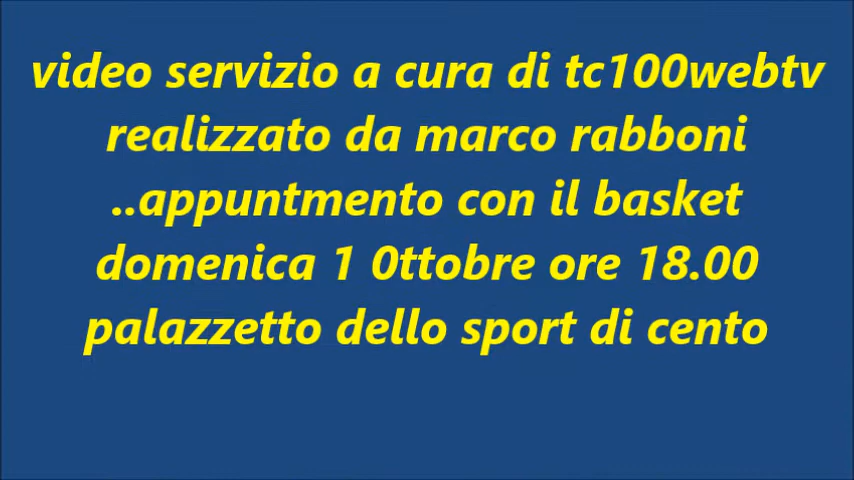 video servizio a cura di tc100webtv
realizzato da marco rabboni
..appuntmento con il basket
domenica 1 0ttobre ore 18.00
palazzetto dello sport di cento